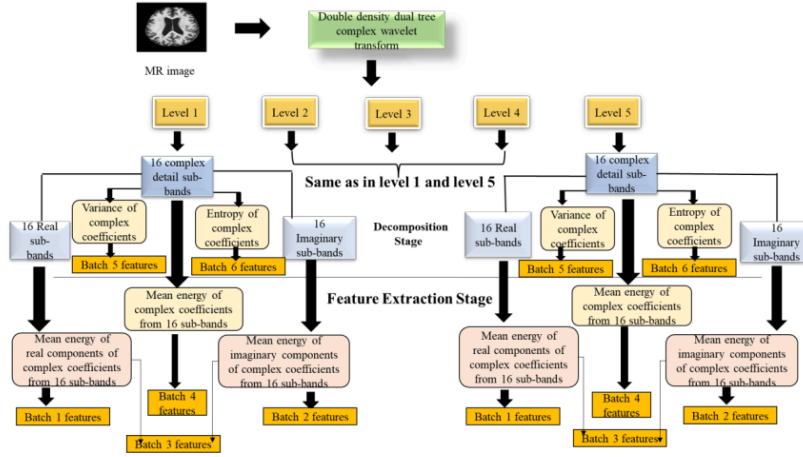 MR image
Double density dual tree
complex wavelet
transform
Level 1
Level 2
Level 3
Level 4
Level 5
Same as in level 1 and level 5
16 complex
detail sub-
bands
Variance of
complex
coefficients
Entropy of
complex
coefficients
16 Real
sub-
bands
16
Imaginary
sub-bands
Batch 5 features
Batch 6 features
Decomposition
Stage
16 complex
detail sub-
bands
Variance of
complex
coefficients
Entropy of
complex
coefficients
16 Real
sub-bands
16
Imaginary
sub-bands
Batch 5 features
Batch 6 features
Feature Extraction Stage
Mean energy of
complex coefficients
from 16 sub-bands
Mean energy of
real components of
complex coefficients
from 16 sub-bands
Mean energy of
imaginary components
of complex coefficients
from 16 sub-bands
Batch 1 features
Batch 4
features
Batch 2 features
Batch 3 features
Mean energy of
complex coefficients
from 16 sub-bands
Mean energy of
real components of
complex coefficients
from 16 sub-bands
Mean energy of
imaginary components
of complex coefficients
from 16 sub-bands
Batch 1 features
Batch 4
features
Batch 2 features
Batch 3 features